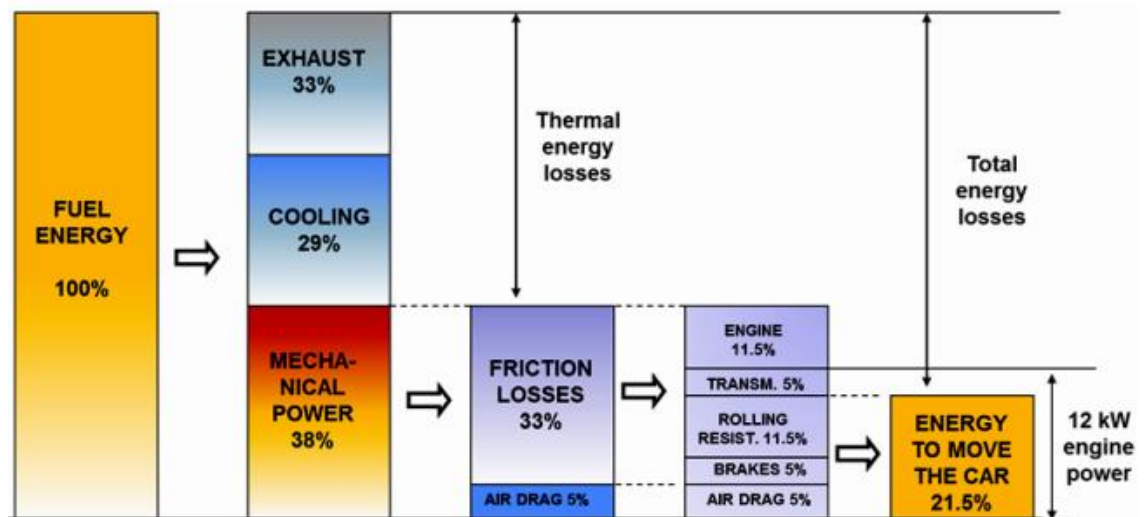 FUEL
ENERGY
100%
EXHAUST
33%
COOLING
29%
MECHA-
NICAL
POWER
38%
Thermal
energy
losses
FRICTION
LOSSES
33%
AIR DRAG 5%
ENGINE
11.5%
TRANSM. 5%
ROLLING
RESIST. 11.5%
BRAKES 5%
AIR DRAG 5%
Total
energy
losses
ENERGY
TO MOVE
THE CAR
21.5%
12 kW
engine
power